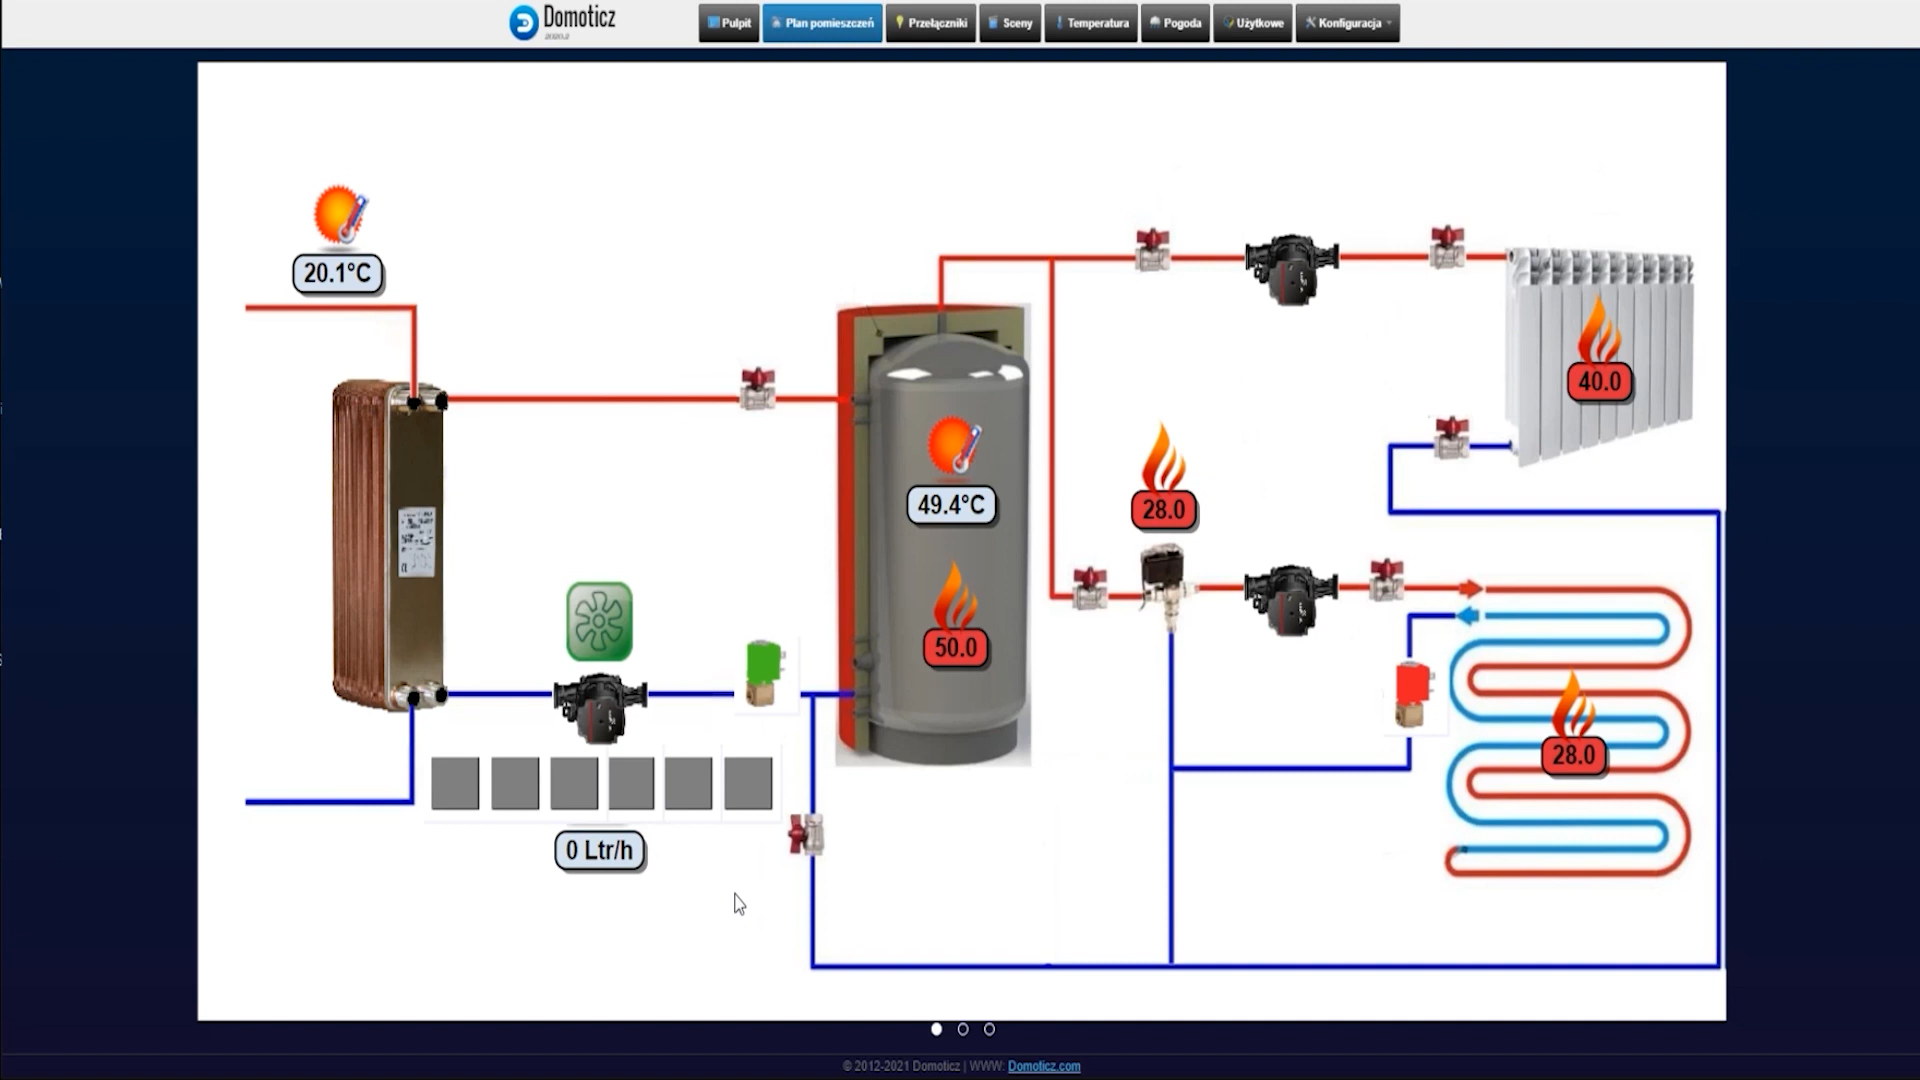 Domoticz
2020.2
Pulpit
Plan pomieszczeń
Przełączniki
Sceny
Temperatura
Pogoda
Użytkowe
Konfiguracja
20.1°C
40.0
49.4°C
28.0
50.0
28.0
0 Ltr/h
© 2012-2021 Domoticz | WWW: Domoticz.com